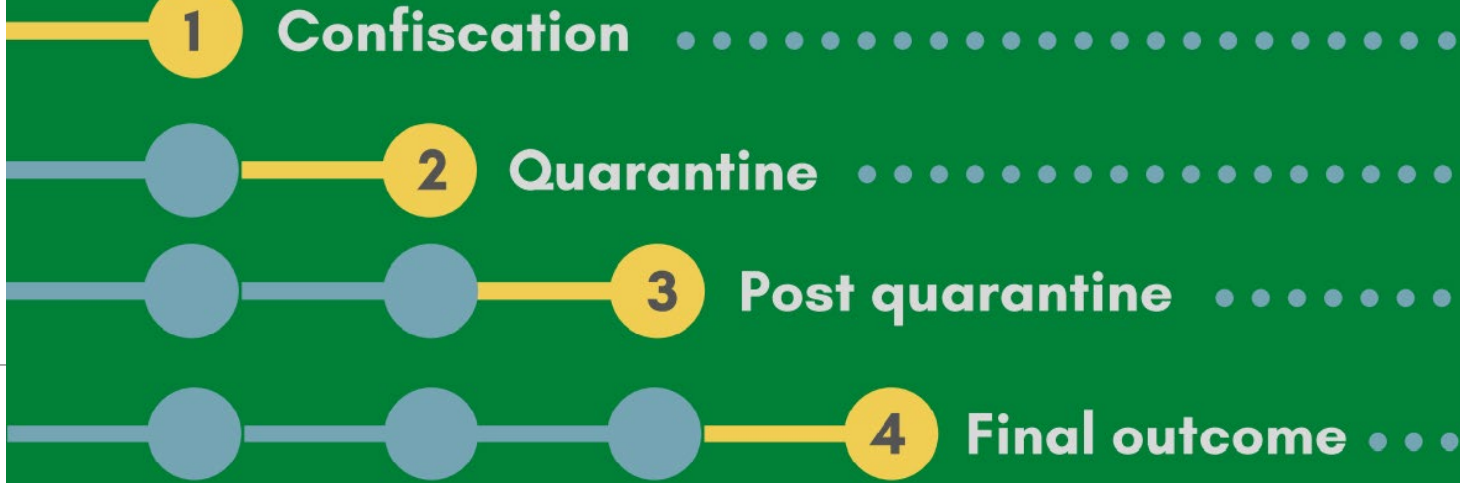 1 Confiscation
2 Quarantine
3 Post quarantine
4 Final outcome